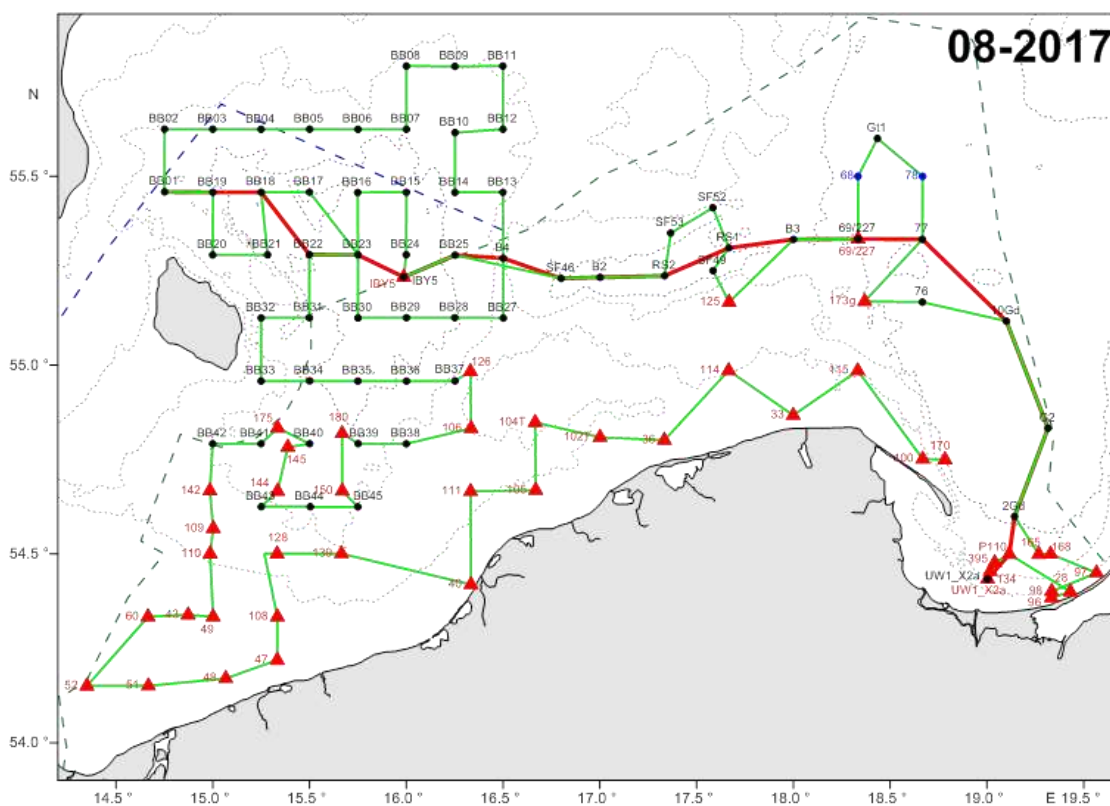 08-2017
N
BB08 BB09 BB11
BB02 BB03 BB04 BB05 BB06 BB07 BB10 BB12
Gt1
55.5 °
BB01 BB19 BB18 BB17 BB16 BB15 BB14 BB13
68 78
SF52
SF53
BB20 BB21 BB22 BB23 BB24 BB25 B4
RS1 B3 69/227 77
69/227
IBY5 IBY5 SF46 B2 RS2 SF49
125 173g 76
BB32 BB31 BB30 BB29 BB28 BB27
10Gd
55.0 °
BB33 BB34 BB35 BB36 BB37 126
114 115
175 180 104T 33
BB42 BB41 BB40 BB39 BB38 106 102T 36 G2
145
100 170
142 144 150 111 105
BB43 BB44 BB45
109 2Gd
54.5 °
110 128 139 P110 165 168
395
40 UW1_X2a 134 28 97
UW1_X2a 98
96
60 43 49 108
47
52 51 48
54.0 °
14.5 ° 15.0 ° 15.5 ° 16.0 ° 16.5 ° 17.0 ° 17.5 ° 18.0 ° 18.5 ° 19.0 ° E 19.5 °